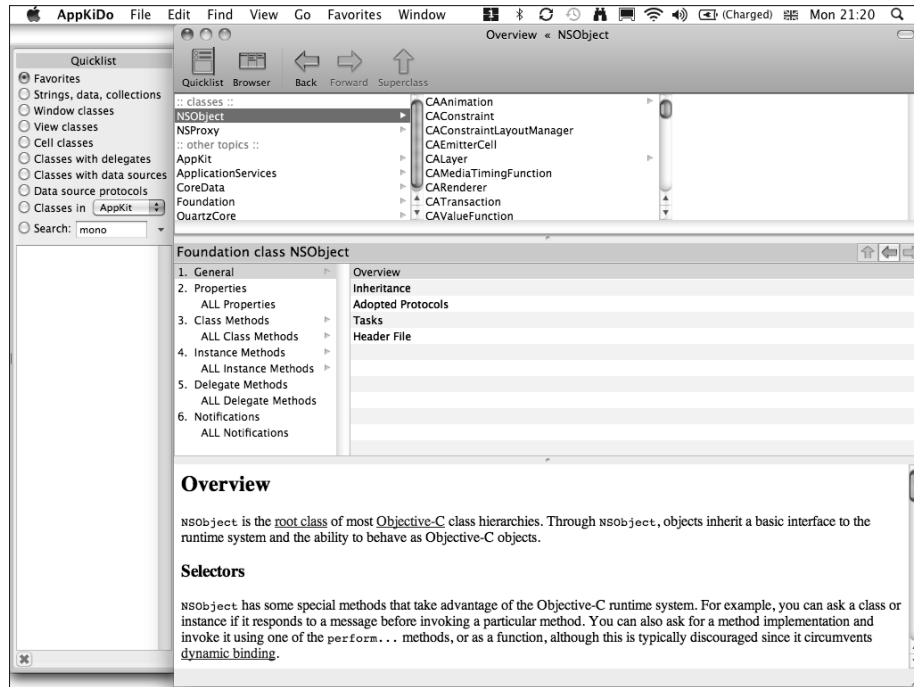 AppKiDo File Edit Find View Go Favorites Window (Charged) Mon 21:20
Overview « NSObject
Quicklist Browser Back Forward Superclass
Quicklist
Favorites
Strings, data, collections
Window classes
View classes
Cell classes
Classes with delegates
Classes with data sources
Data source protocols
Classes in AppKit
Search: mono
:: classes ::
NSObject
NSProxy
:: other topics ::
AppKit
ApplicationServices
CoreData
Foundation
QuartzCore
CAAnimation
CAConstraint
CAConstraintLayoutManager
CAEmitterCell
CALayer
CAMediaTimingFunction
CARenderer
CATransaction
CAValueFunction
Foundation class NSObject
1. General
2. Properties
ALL Properties
3. Class Methods
ALL Class Methods
4. Instance Methods
ALL Instance Methods
5. Delegate Methods
ALL Delegate Methods
6. Notifications
ALL Notifications
Overview
Inheritance
Adopted Protocols
Tasks
Header File
Overview
NSObject is the root class of most Objective-C class hierarchies. Through NSObject, objects inherit a basic interface to the
runtime system and the ability to behave as Objective-C objects.
Selectors
NSObject has some special methods that take advantage of the Objective-C runtime system. For example, you can ask a class or
instance if it responds to a message before invoking a particular method. You can also ask for a method implementation and
invoke it using one of the perform... methods, or as a function, although this is typically discouraged since it circumvents
dynamic binding.